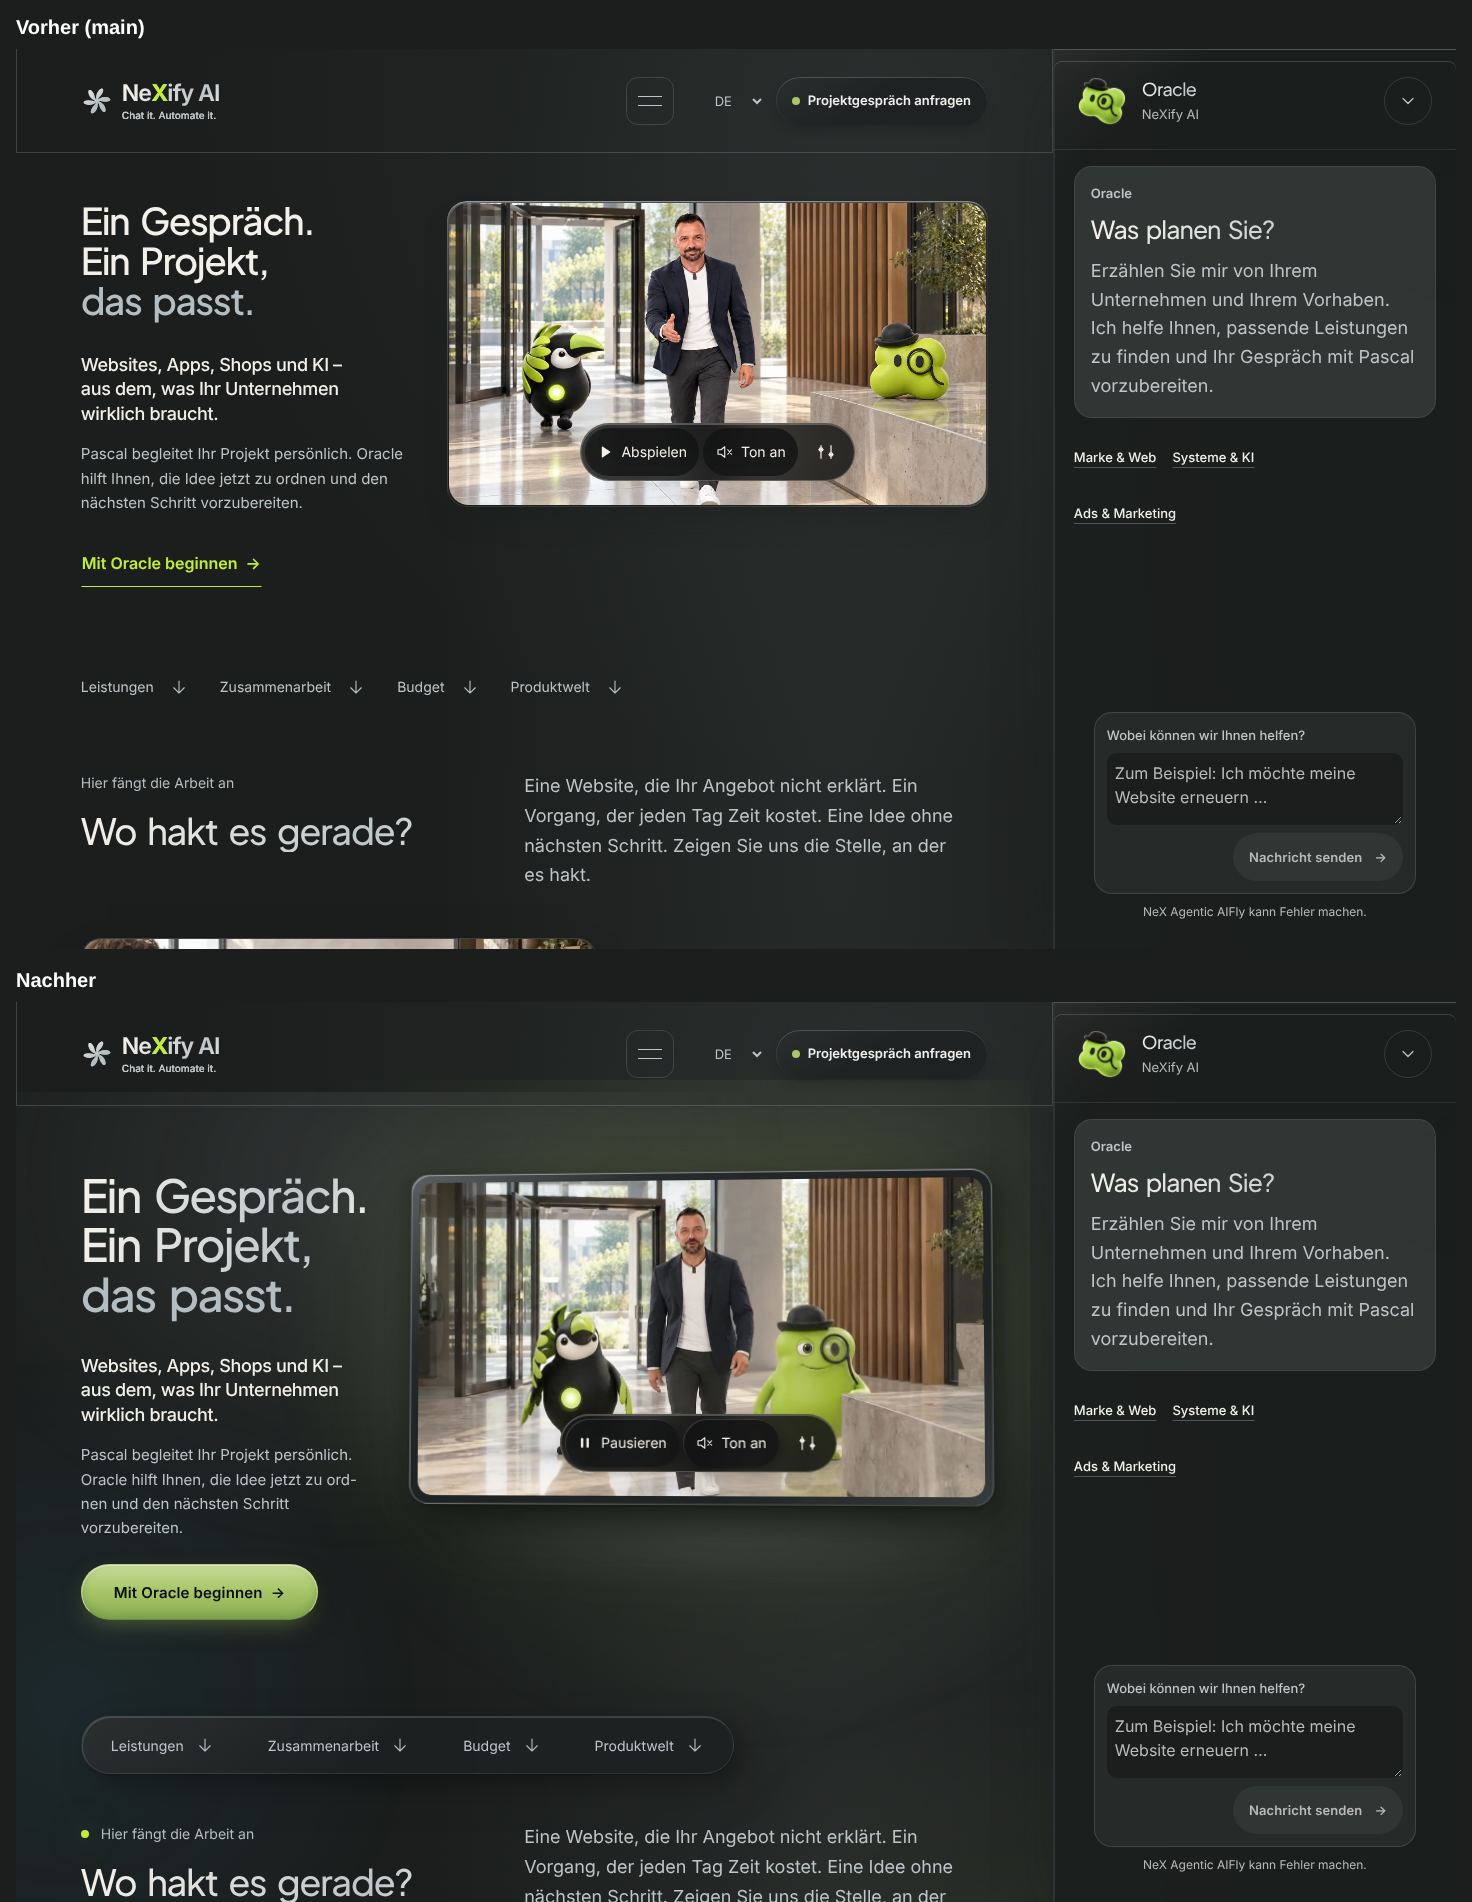 Vorher (main)
NeXify AI
Chat it. Automate it.
DE
Projektgespräch anfragen
Ein Gespräch.
Ein Projekt,
das passt.
Websites, Apps, Shops und KI –
aus dem, was Ihr Unternehmen
wirklich braucht.
Pascal begleitet Ihr Projekt persönlich. Oracle
hilft Ihnen, die Idee jetzt zu ordnen und den
nächsten Schritt vorzubereiten.
Mit Oracle beginnen →
Abspielen
Ton an
Leistungen ↓
Zusammenarbeit ↓
Budget ↓
Produktwelt ↓
Hier fängt die Arbeit an
Wo hakt es gerade?
Eine Website, die Ihr Angebot nicht erklärt. Ein
Vorgang, der jeden Tag Zeit kostet. Eine Idee ohne
nächsten Schritt. Zeigen Sie uns die Stelle, an der
es hakt.
Oracle
NeXify AI
Oracle
Was planen Sie?
Erzählen Sie mir von Ihrem
Unternehmen und Ihrem Vorhaben.
Ich helfe Ihnen, passende Leistungen
zu finden und Ihr Gespräch mit Pascal
vorzubereiten.
Marke & Web
Systeme & KI
Ads & Marketing
Wobei können wir Ihnen helfen?
Zum Beispiel: Ich möchte meine
Website erneuern ...
Nachricht senden →
NeX Agentic AIFly kann Fehler machen.
Nachher
NeXify AI
Chat it. Automate it.
DE
Projektgespräch anfragen
Ein Gespräch.
Ein Projekt,
das passt.
Websites, Apps, Shops und KI –
aus dem, was Ihr Unternehmen
wirklich braucht.
Pascal begleitet Ihr Projekt persönlich.
Oracle hilft Ihnen, die Idee jetzt zu ord-
nen und den nächsten Schritt
vorzubereiten.
Mit Oracle beginnen →
Pausieren
Ton an
Leistungen ↓
Zusammenarbeit ↓
Budget ↓
Produktwelt ↓
Hier fängt die Arbeit an
Wo hakt es gerade?
Eine Website, die Ihr Angebot nicht erklärt. Ein
Vorgang, der jeden Tag Zeit kostet. Eine Idee ohne
nächsten Schritt. Zeigen Sie uns die Stelle, an der
Oracle
NeXify AI
Oracle
Was planen Sie?
Erzählen Sie mir von Ihrem
Unternehmen und Ihrem Vorhaben.
Ich helfe Ihnen, passende Leistungen
zu finden und Ihr Gespräch mit Pascal
vorzubereiten.
Marke & Web
Systeme & KI
Ads & Marketing
Wobei können wir Ihnen helfen?
Zum Beispiel: Ich möchte meine
Website erneuern ...
Nachricht senden →
NeX Agentic AIFly kann Fehler machen.